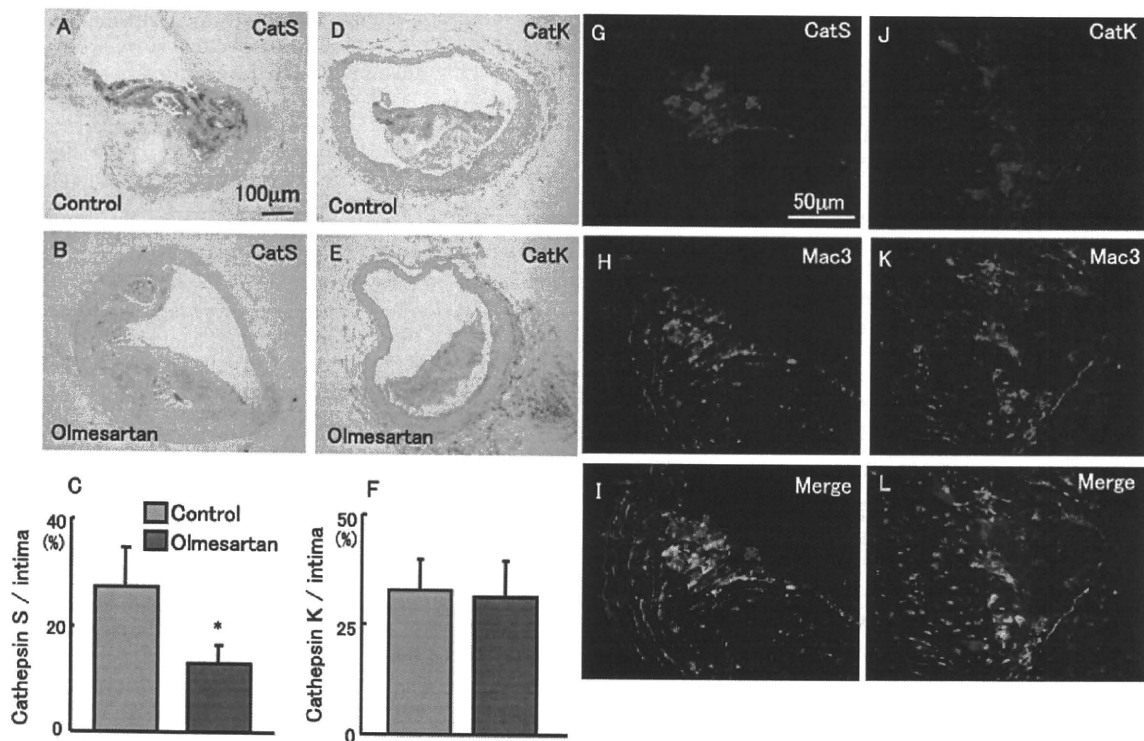 A
CatS
Control
100μm
B
CatS
Olmesartan
C
40
(%)
20
0
Cathepsin S / intima
Control
Olmesartan
*
D
CatK
Control
E
CatK
Olmesartan
F
50
(%)
25
0
Cathepsin K / intima
G
CatS
50μm
H
Mac3
I
Merge
J
CatK
K
Mac3
L
Merge